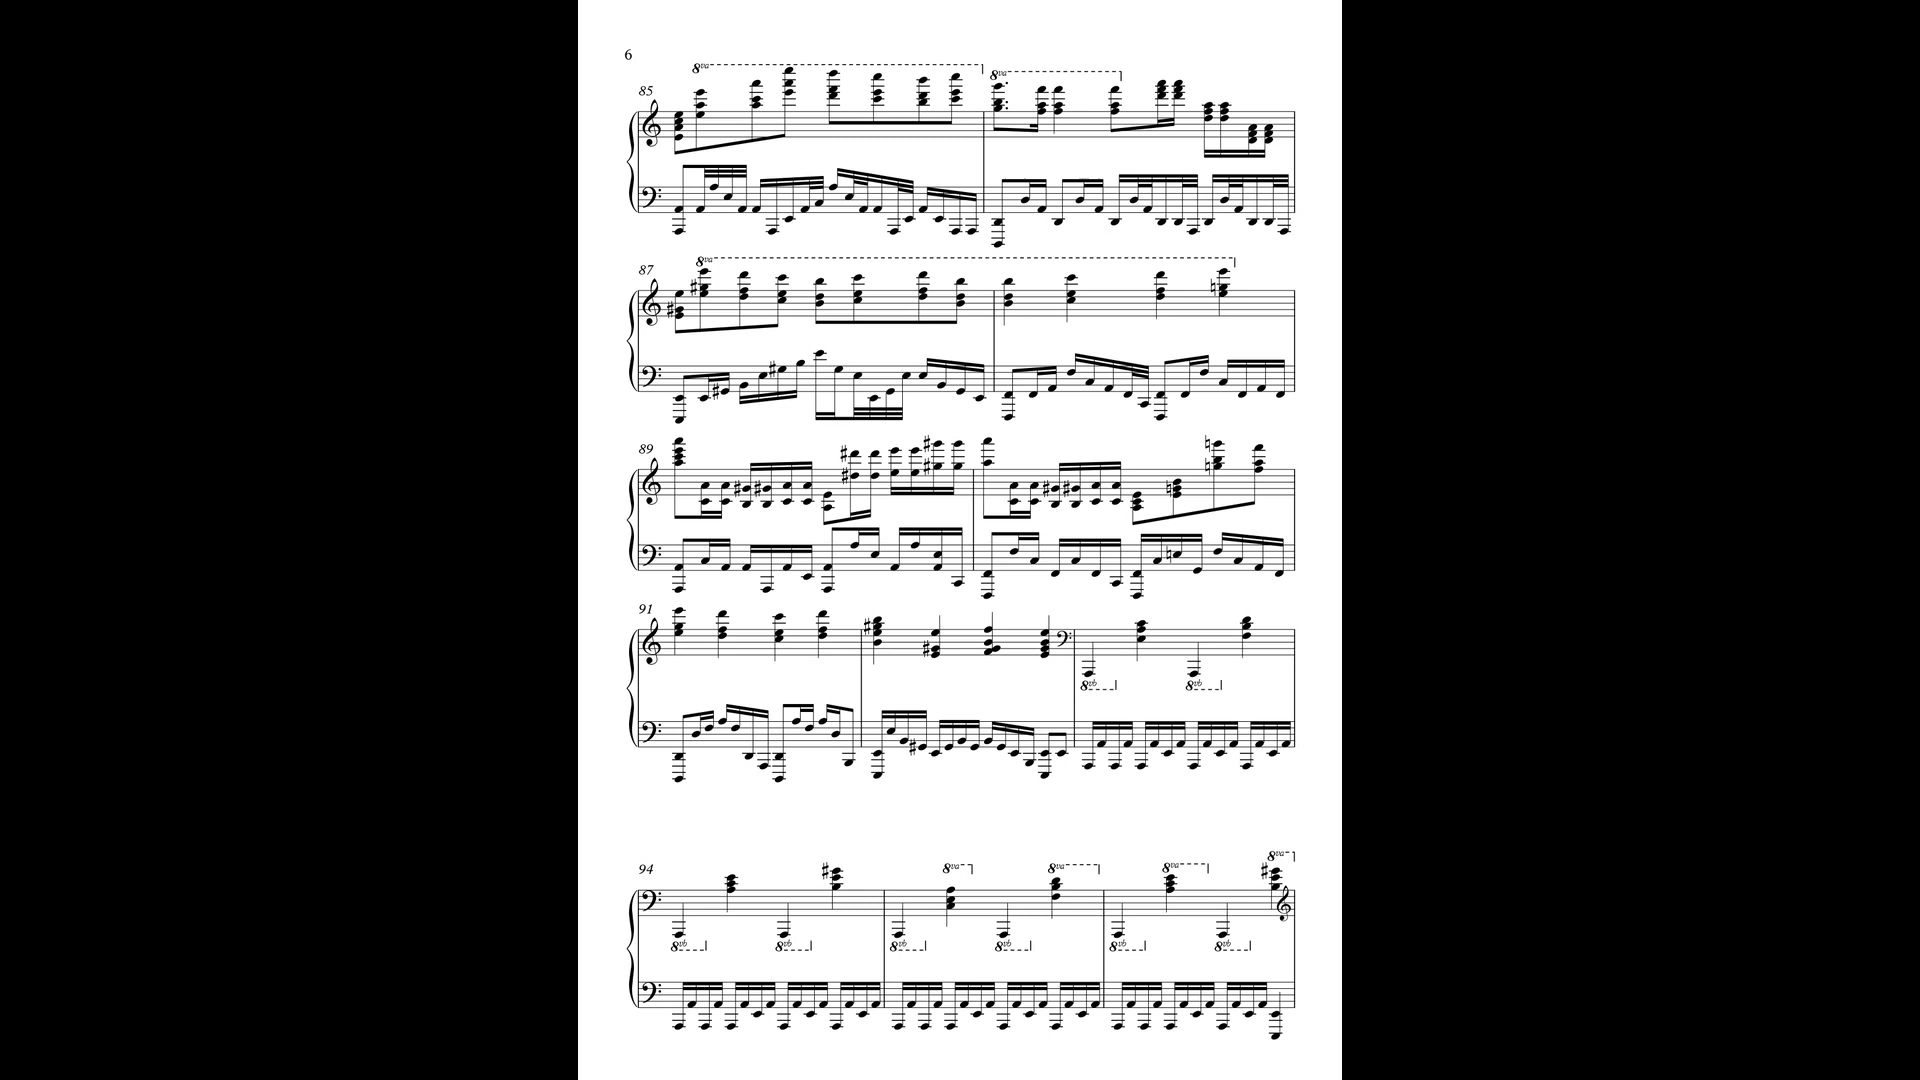 6
8va 8va
85
87 8va
89
91
8vb 8vb
94 8va 8va 8va 8va
8vb 8vb 8vb 8vb 8vb 8vb